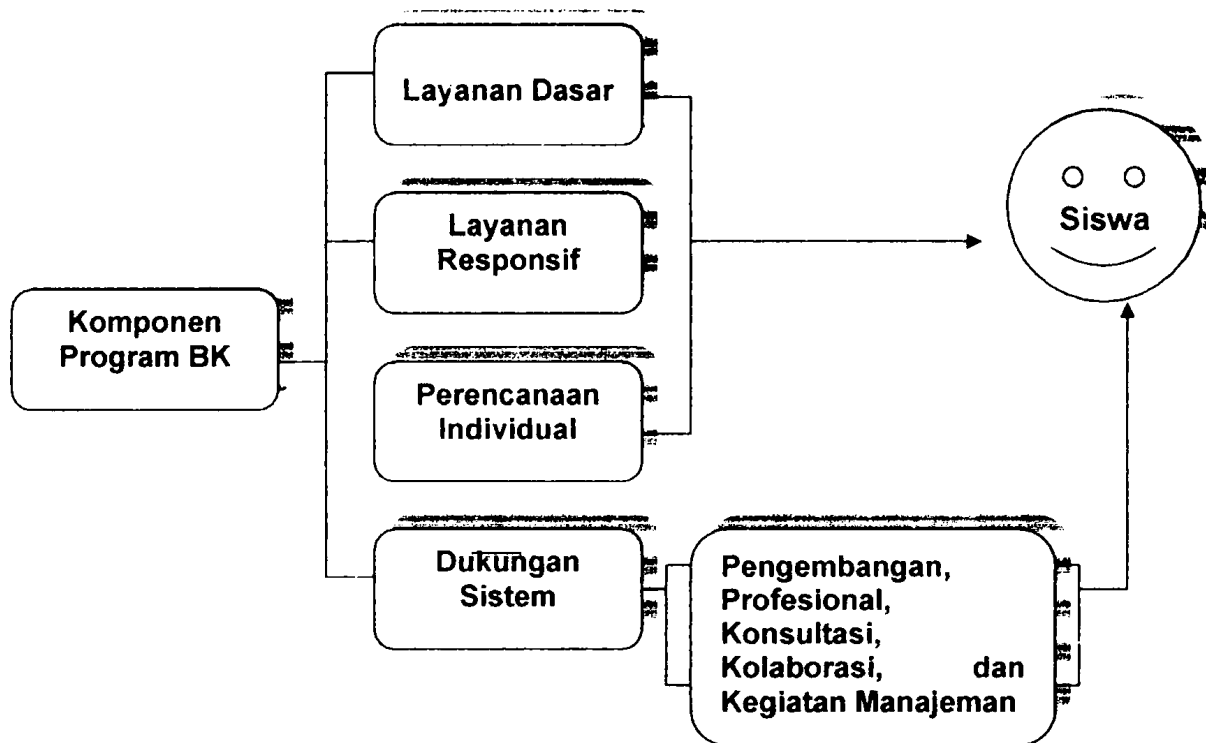 Layanan Dasar
Layanan
Responsif
Siswa
Komponen
Program BK
Perencanaan
Individual
Dukungan
Sistem
Pengembangan,
Profesional,
Konsultasi,
Kolaborasi, dan
Kegiatan Manajeman